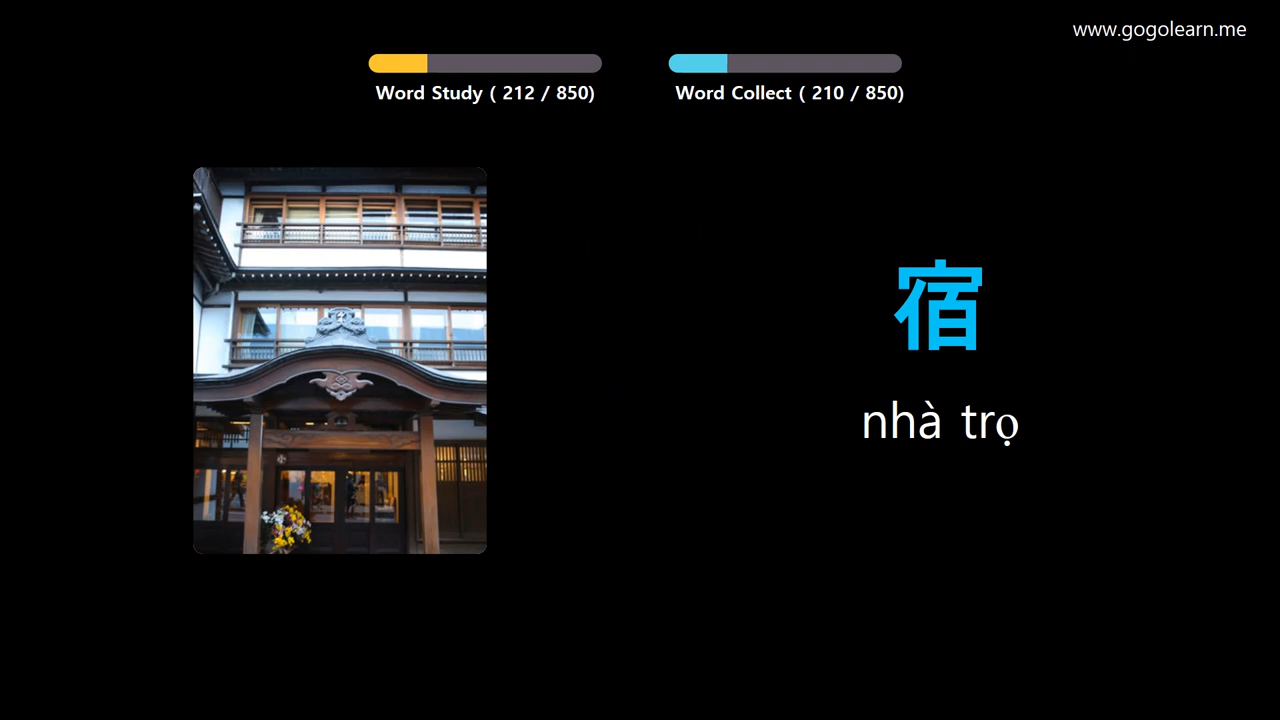 www.gogolearn.me
Word Study ( 212 / 850)
Word Collect ( 210 / 850)
宿
nhà trọ